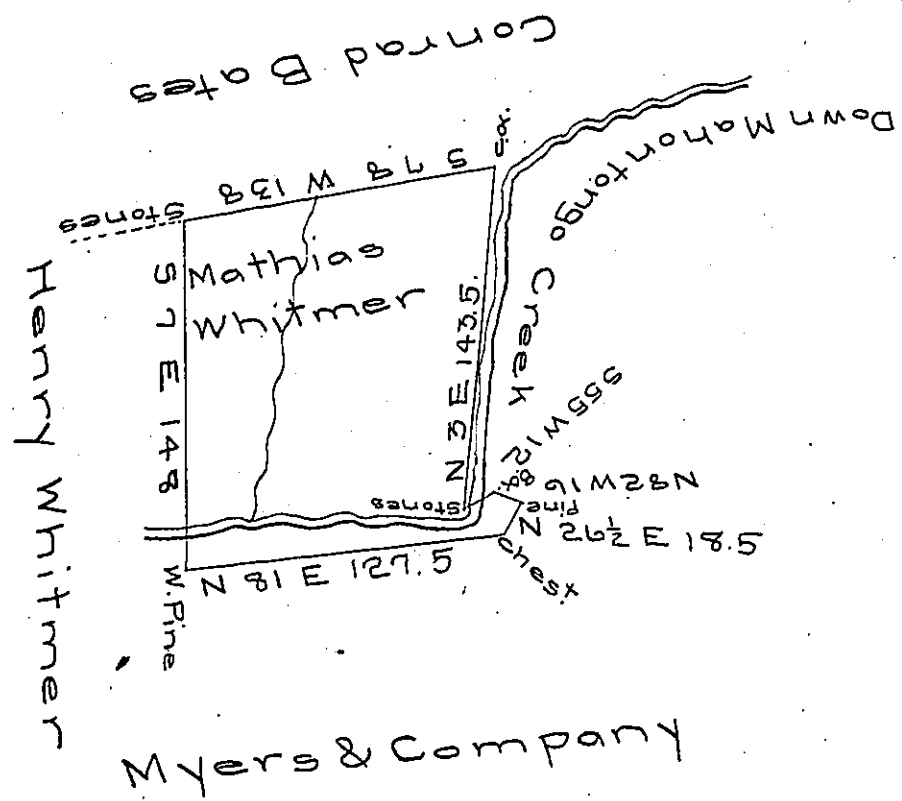 Conrad Bates
Down Mahontongo Creek
S 78 W 138
Stones
Mathias
Whitmer
Henry Whitmer
S 7 E 148
N 3 E 143.5.
S55W12
N82W16
Stones
Pine
N 26½ E 18.5
Chest
N 81 E 127.5
W. Pine
Myers & Company